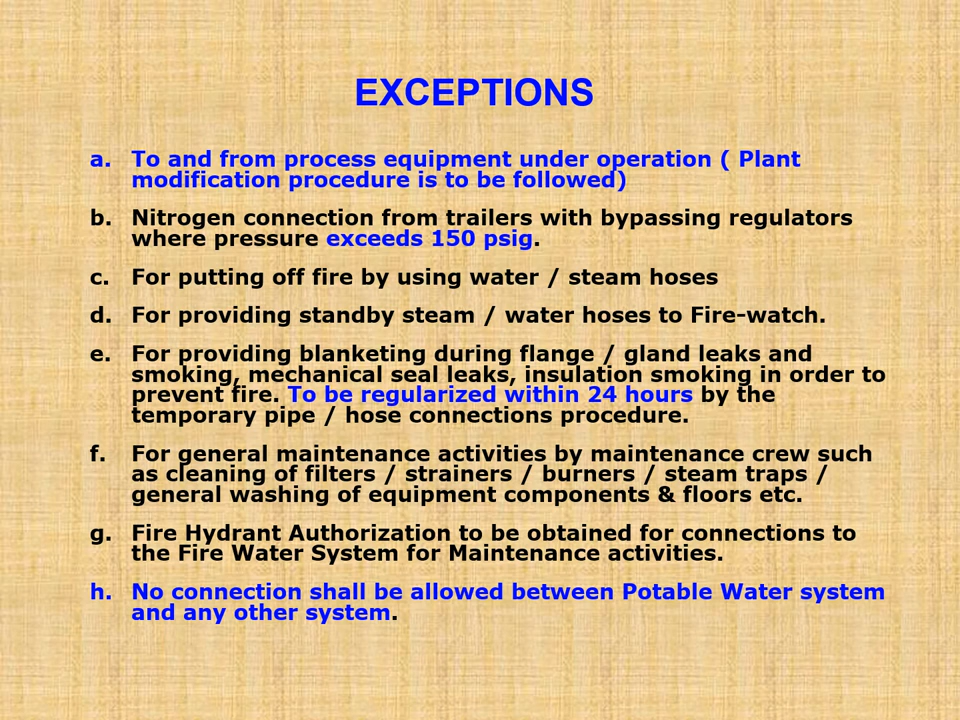 EXCEPTIONS
a. To and from process equipment under operation ( Plant
modification procedure is to be followed)
b. Nitrogen connection from trailers with bypassing regulators
where pressure exceeds 150 psig.
c. For putting off fire by using water / steam hoses
d. For providing standby steam / water hoses to Fire-watch.
e. For providing blanketing during flange / gland leaks and
smoking, mechanical seal leaks, insulation smoking in order to
prevent fire. To be regularized within 24 hours by the
temporary pipe / hose connections procedure.
f. For general maintenance activities by maintenance crew such
as cleaning of filters / strainers / burners / steam traps /
general washing of equipment components & floors etc.
g. Fire Hydrant Authorization to be obtained for connections to
the Fire Water System for Maintenance activities.
h. No connection shall be allowed between Potable Water system
and any other system.